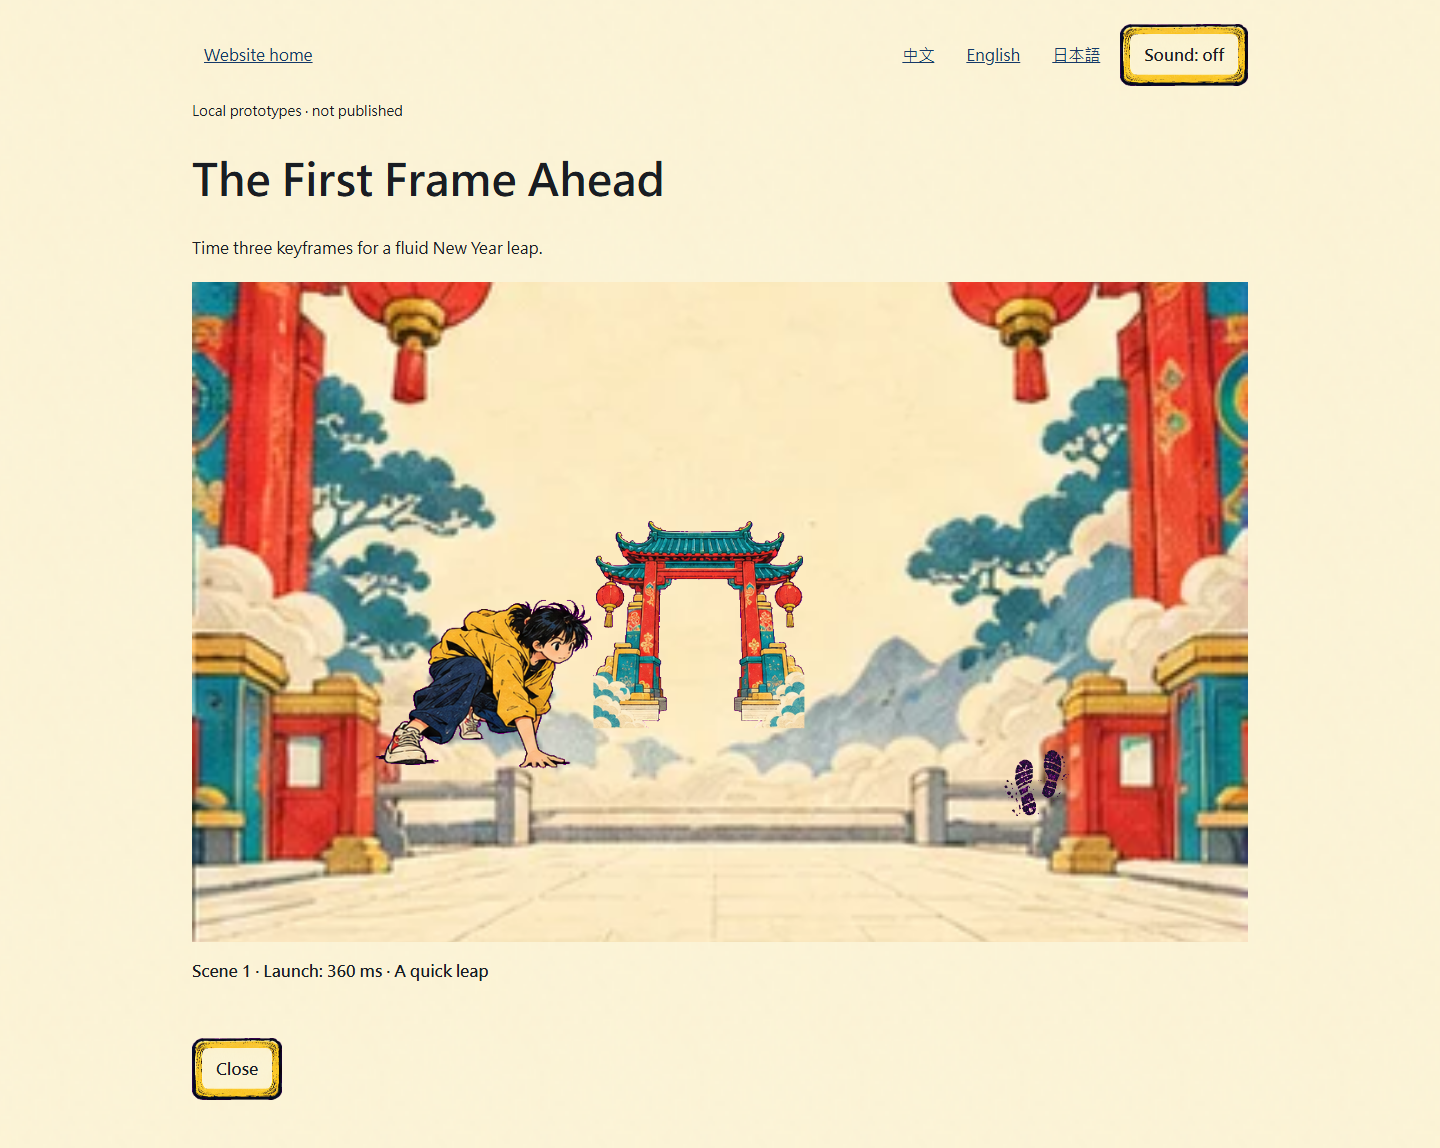 Website home
中文
English
日本語
Sound: off
Local prototypes · not published
The First Frame Ahead
Time three keyframes for a fluid New Year leap.
Scene 1 · Launch: 360 ms · A quick leap
Close